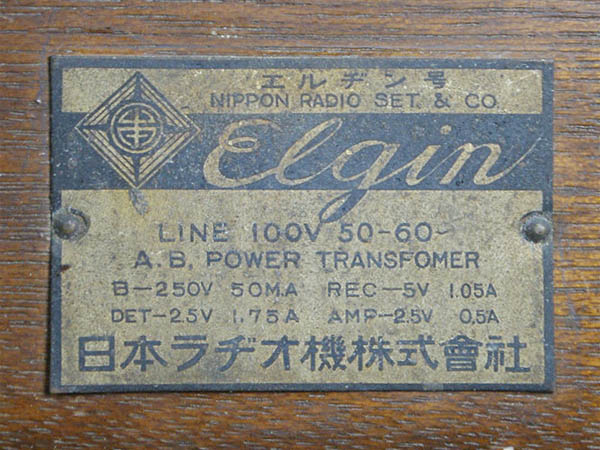 エルヂン号
NIPPON RADIO SET. & CO.
Elgin
LINE 100V 50-60~
A.B. POWER TRANSFOMER
B-250V 50M.A REC-5V 1.05A
DET-2.5V 1.75A AMP-2.5V 0.5A
日本ラヂオ機株式會社